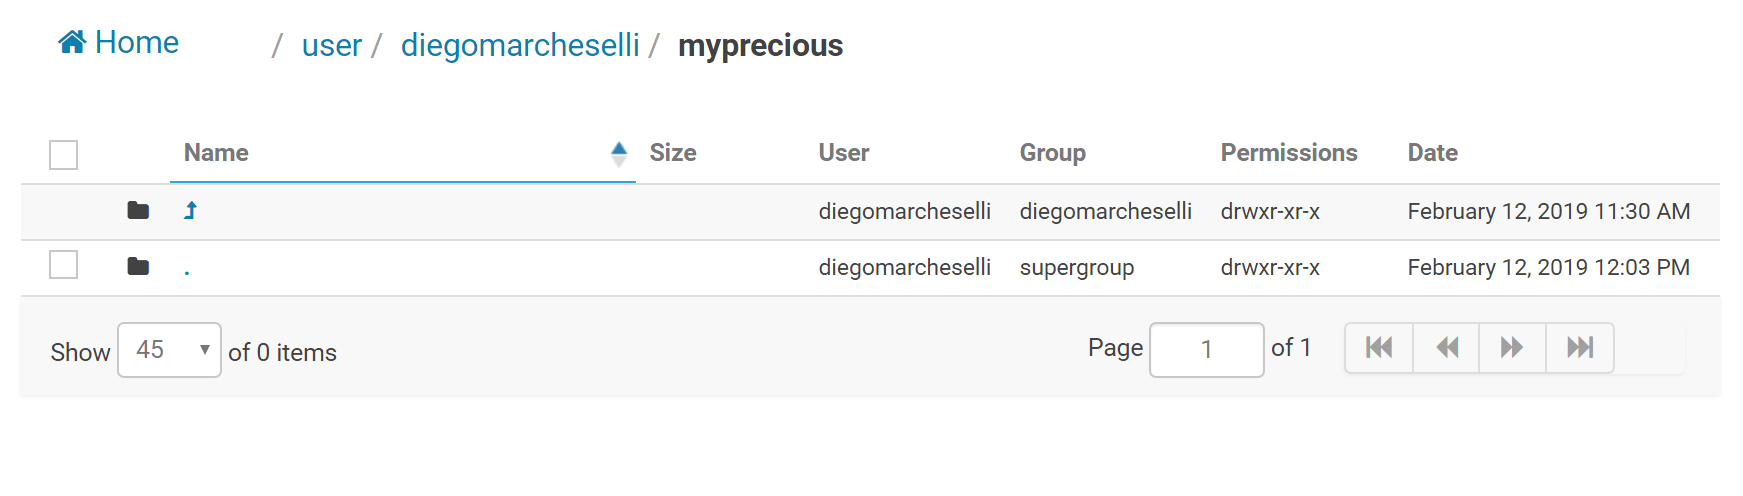 Home / user / diegomarcheselli / myprecious
Name Size User Group Permissions Date
diegomarcheselli diegomarcheselli drwxr-xr-x February 12, 2019 11:30 AM
. diegomarcheselli supergroup drwxr-xr-x February 12, 2019 12:03 PM
Show 45 of 0 items Page 1 of 1